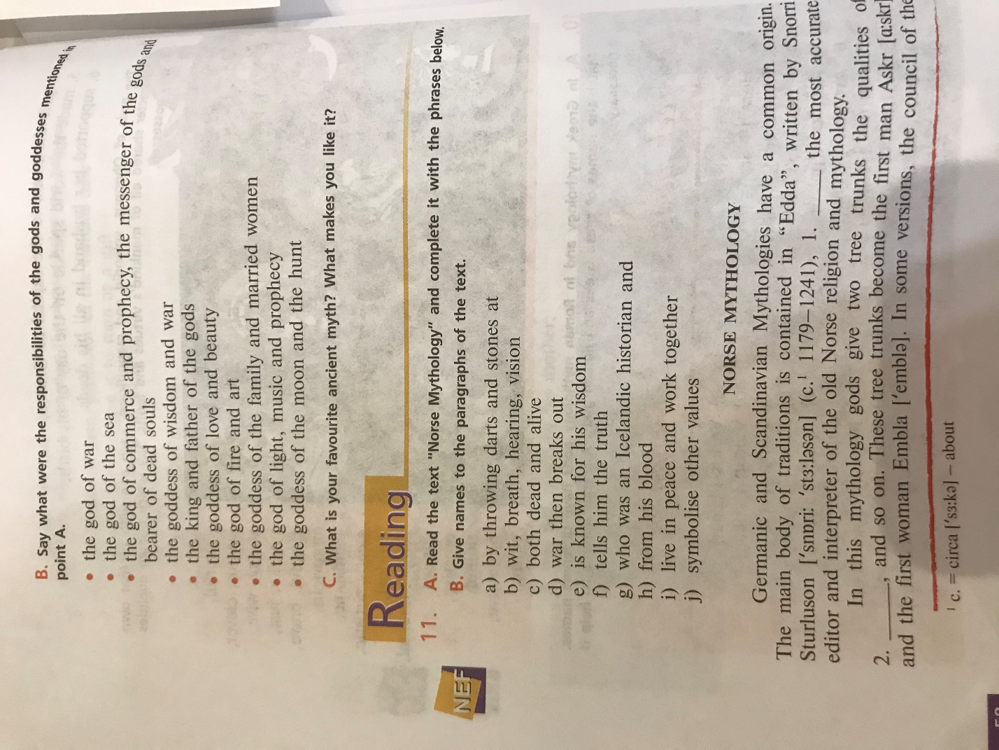 B. Say what were the responsibilities of the gods and goddesses mentioned in
point A.
• the god of war
• the god of the sea
• the god of commerce and prophecy, the messenger of the gods and
bearer of dead souls
• the goddess of wisdom and war
• the king and father of the gods
• the goddess of love and beauty
• the god of fire and art
• the goddess of the family and married women
• the god of light, music and prophecy
• the goddess of the moon and the hunt
C. What is your favourite ancient myth? What makes you like it?
Reading
11. A. Read the text "Norse Mythology" and complete it with the phrases below.
NEF
B. Give names to the paragraphs of the text.
a) by throwing darts and stones at
b) wit, breath, hearing, vision
c) both dead and alive
d) war then breaks out
e) is known for his wisdom
f) tells him the truth
g) who was an Icelandic historian and
h) from his blood
i) live in peace and work together
j) symbolise other values
NORSE MYTHOLOGY
Germanic and Scandinavian Mythologies have a common origin.
The main body of traditions is contained in “Edda”, written by Snorri
Sturluson [ˈsnɒri: ˈstɜ:ləsən] (c.¹ 1179–1241), 1. ____ the most accurate
editor and interpreter of the old Norse religion and mythology.
In this mythology gods give two tree trunks the qualities of
2. ____, and so on. These tree trunks become the first man Askr [ɑ:skr]
and the first woman Embla [ˈemblə]. In some versions, the council of the
¹ c. = circa [ˈsɜ:kə] – about